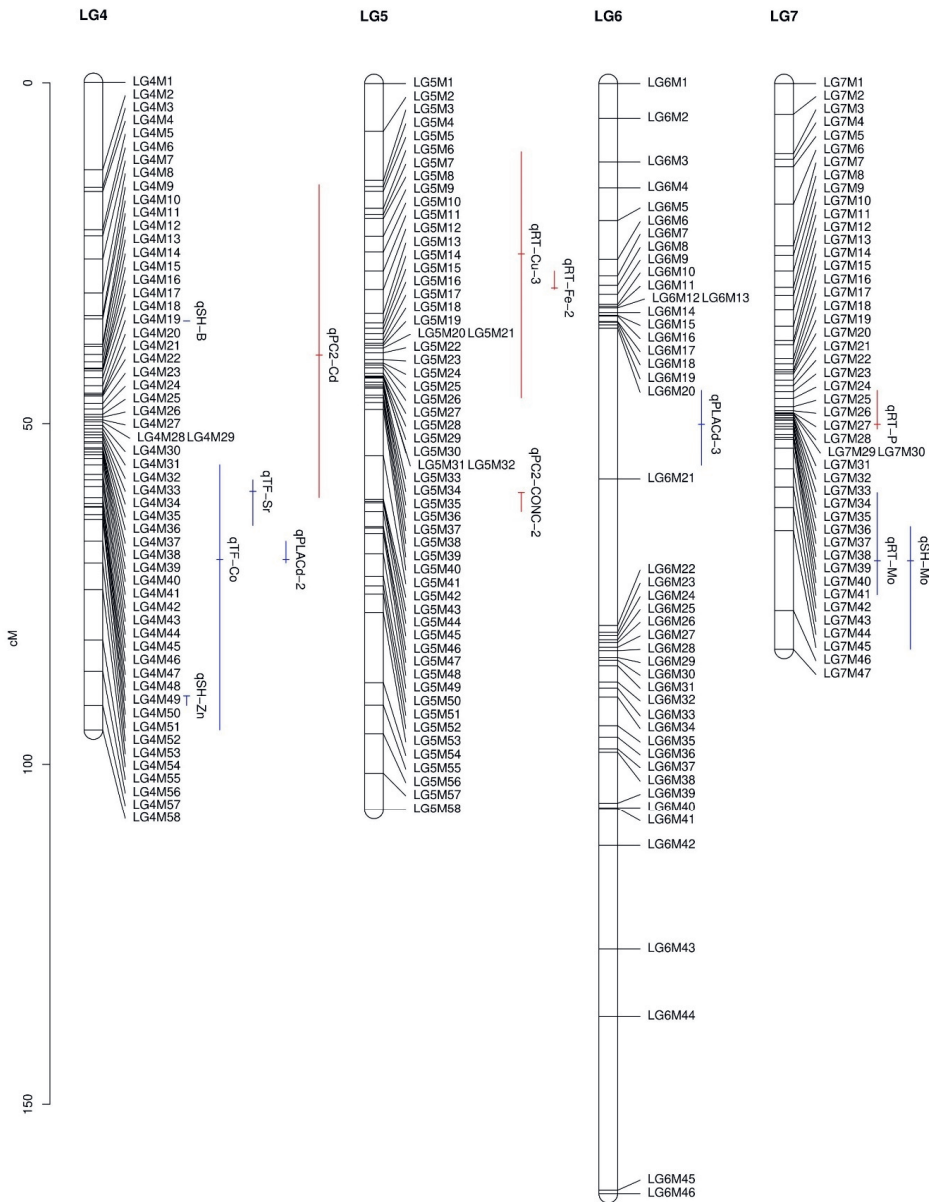 LG4 LG5 LG6 LG7
0
50
100
150
cM
LG4M1
LG4M2
LG4M3
LG4M4
LG4M5
LG4M6
LG4M7
LG4M8
LG4M9
LG4M10
LG4M11
LG4M12
LG4M13
LG4M14
LG4M15
LG4M16
LG4M17
LG4M18
LG4M19
LG4M20
LG4M21
LG4M22
LG4M23
LG4M24
LG4M25
LG4M26
LG4M27
LG4M28 LG4M29
LG4M30
LG4M31
LG4M32
LG4M33
LG4M34
LG4M35
LG4M36
LG4M37
LG4M38
LG4M39
LG4M40
LG4M41
LG4M42
LG4M43
LG4M44
LG4M45
LG4M46
LG4M47
LG4M48
LG4M49
LG4M50
LG4M51
LG4M52
LG4M53
LG4M54
LG4M55
LG4M56
LG4M57
LG4M58
qSH−B
qSH−Zn
qTF−Co
qTF−Sr
qPLACd−2
qPC2−Cd
LG5M1
LG5M2
LG5M3
LG5M4
LG5M5
LG5M6
LG5M7
LG5M8
LG5M9
LG5M10
LG5M11
LG5M12
LG5M13
LG5M14
LG5M15
LG5M16
LG5M17
LG5M18
LG5M19
LG5M20 LG5M21
LG5M22
LG5M23
LG5M24
LG5M25
LG5M26
LG5M27
LG5M28
LG5M29
LG5M30
LG5M31 LG5M32
LG5M33
LG5M34
LG5M35
LG5M36
LG5M37
LG5M38
LG5M39
LG5M40
LG5M41
LG5M42
LG5M43
LG5M44
LG5M45
LG5M46
LG5M47
LG5M48
LG5M49
LG5M50
LG5M51
LG5M52
LG5M53
LG5M54
LG5M55
LG5M56
LG5M57
LG6M58
qRT−Cu−3
qPC2−CONC−2
qRT−Fe−2
LG6M1
LG6M2
LG6M3
LG6M4
LG6M5
LG6M6
LG6M7
LG6M8
LG6M9
LG6M10
LG6M11
LG6M12 LG6M13
LG6M14
LG6M15
LG6M16
LG6M17
LG6M18
LG6M19
LG6M20
LG6M21
LG6M22
LG6M23
LG6M24
LG6M25
LG6M26
LG6M27
LG6M28
LG6M29
LG6M30
LG6M31
LG6M32
LG6M33
LG6M34
LG6M35
LG6M36
LG6M37
LG6M38
LG6M39
LG6M40
LG6M41
LG6M42
LG6M43
LG6M44
LG6M45
LG6M46
qPLACd−3
LG7M1
LG7M2
LG7M3
LG7M4
LG7M5
LG7M6
LG7M7
LG7M8
LG7M9
LG7M10
LG7M11
LG7M12
LG7M13
LG7M14
LG7M15
LG7M16
LG7M17
LG7M18
LG7M19
LG7M20
LG7M21
LG7M22
LG7M23
LG7M24
LG7M25
LG7M26
LG7M27
LG7M28
LG7M29 LG7M30
LG7M31
LG7M32
LG7M33
LG7M34
LG7M35
LG7M36
LG7M37
LG7M38
LG7M39
LG7M40
LG7M41
LG7M42
LG7M43
LG7M44
LG7M45
LG7M46
LG7M47
qRT−P
qRT−Mo
qSH−Mo